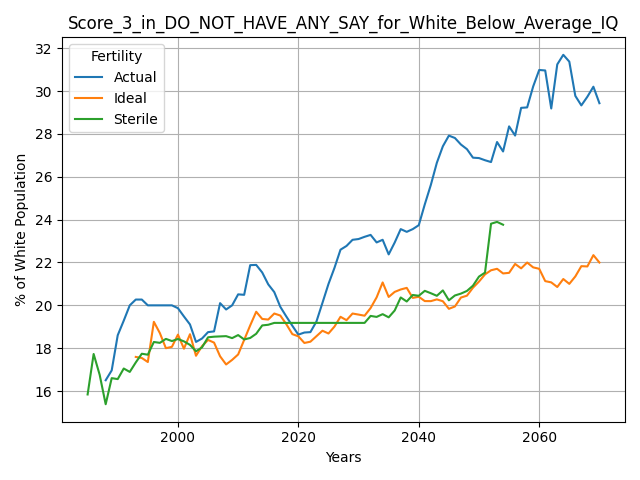 Score_3_in_DO_NOT_HAVE_ANY_SAY_for_White_Below_Average_IQ
32
30
28
26
24
22
20
18
16
% of White Population
Fertility
Actual
Ideal
Sterile
2000
2020
2040
2060
Years